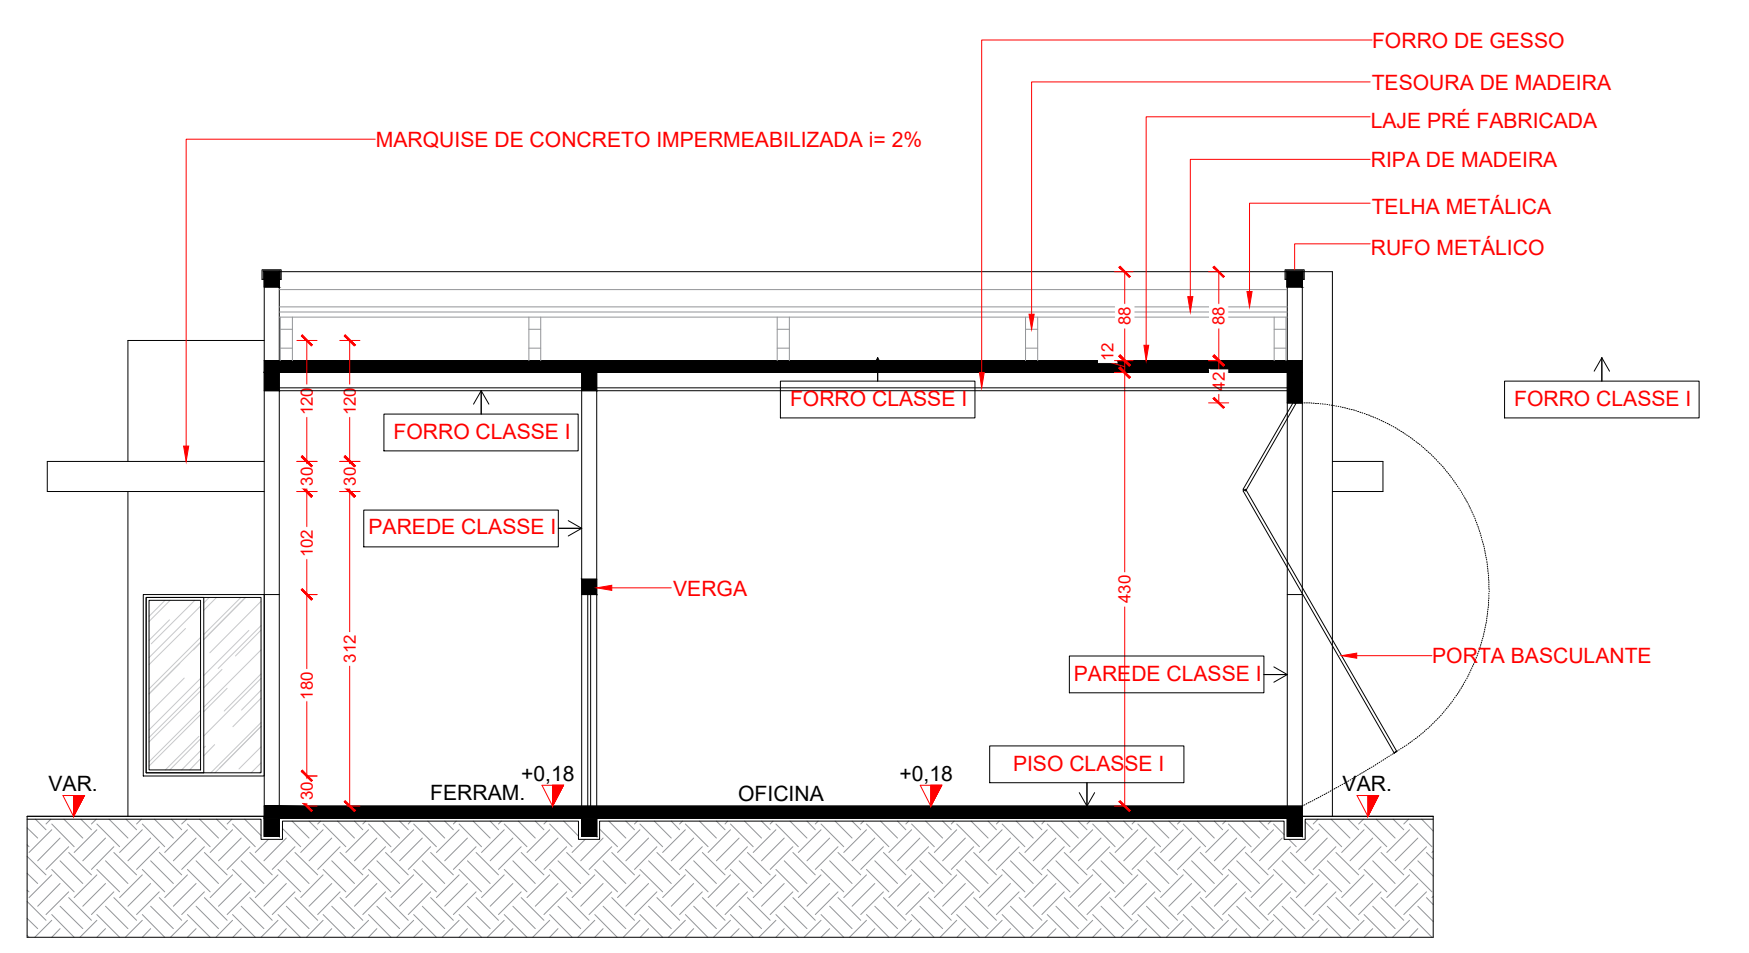 FORRO DE GESSO
TESOURA DE MADEIRA
LAJE PRÉ FABRICADA
MARQUISE DE CONCRETO IMPERMEABILIZADA i= 2%
RIPA DE MADEIRA
TELHA METÁLICA
RUFO METÁLICO
88
88
12
42
120
120
FORRO CLASSE I
FORRO CLASSE I
FORRO CLASSE I
30
30
PAREDE CLASSE I
102
VERGA
430
312
PORTA BASCULANTE
PAREDE CLASSE I
180
PISO CLASSE I
VAR.
+0,18
+0,18
VAR.
30
FERRAM.
OFICINA